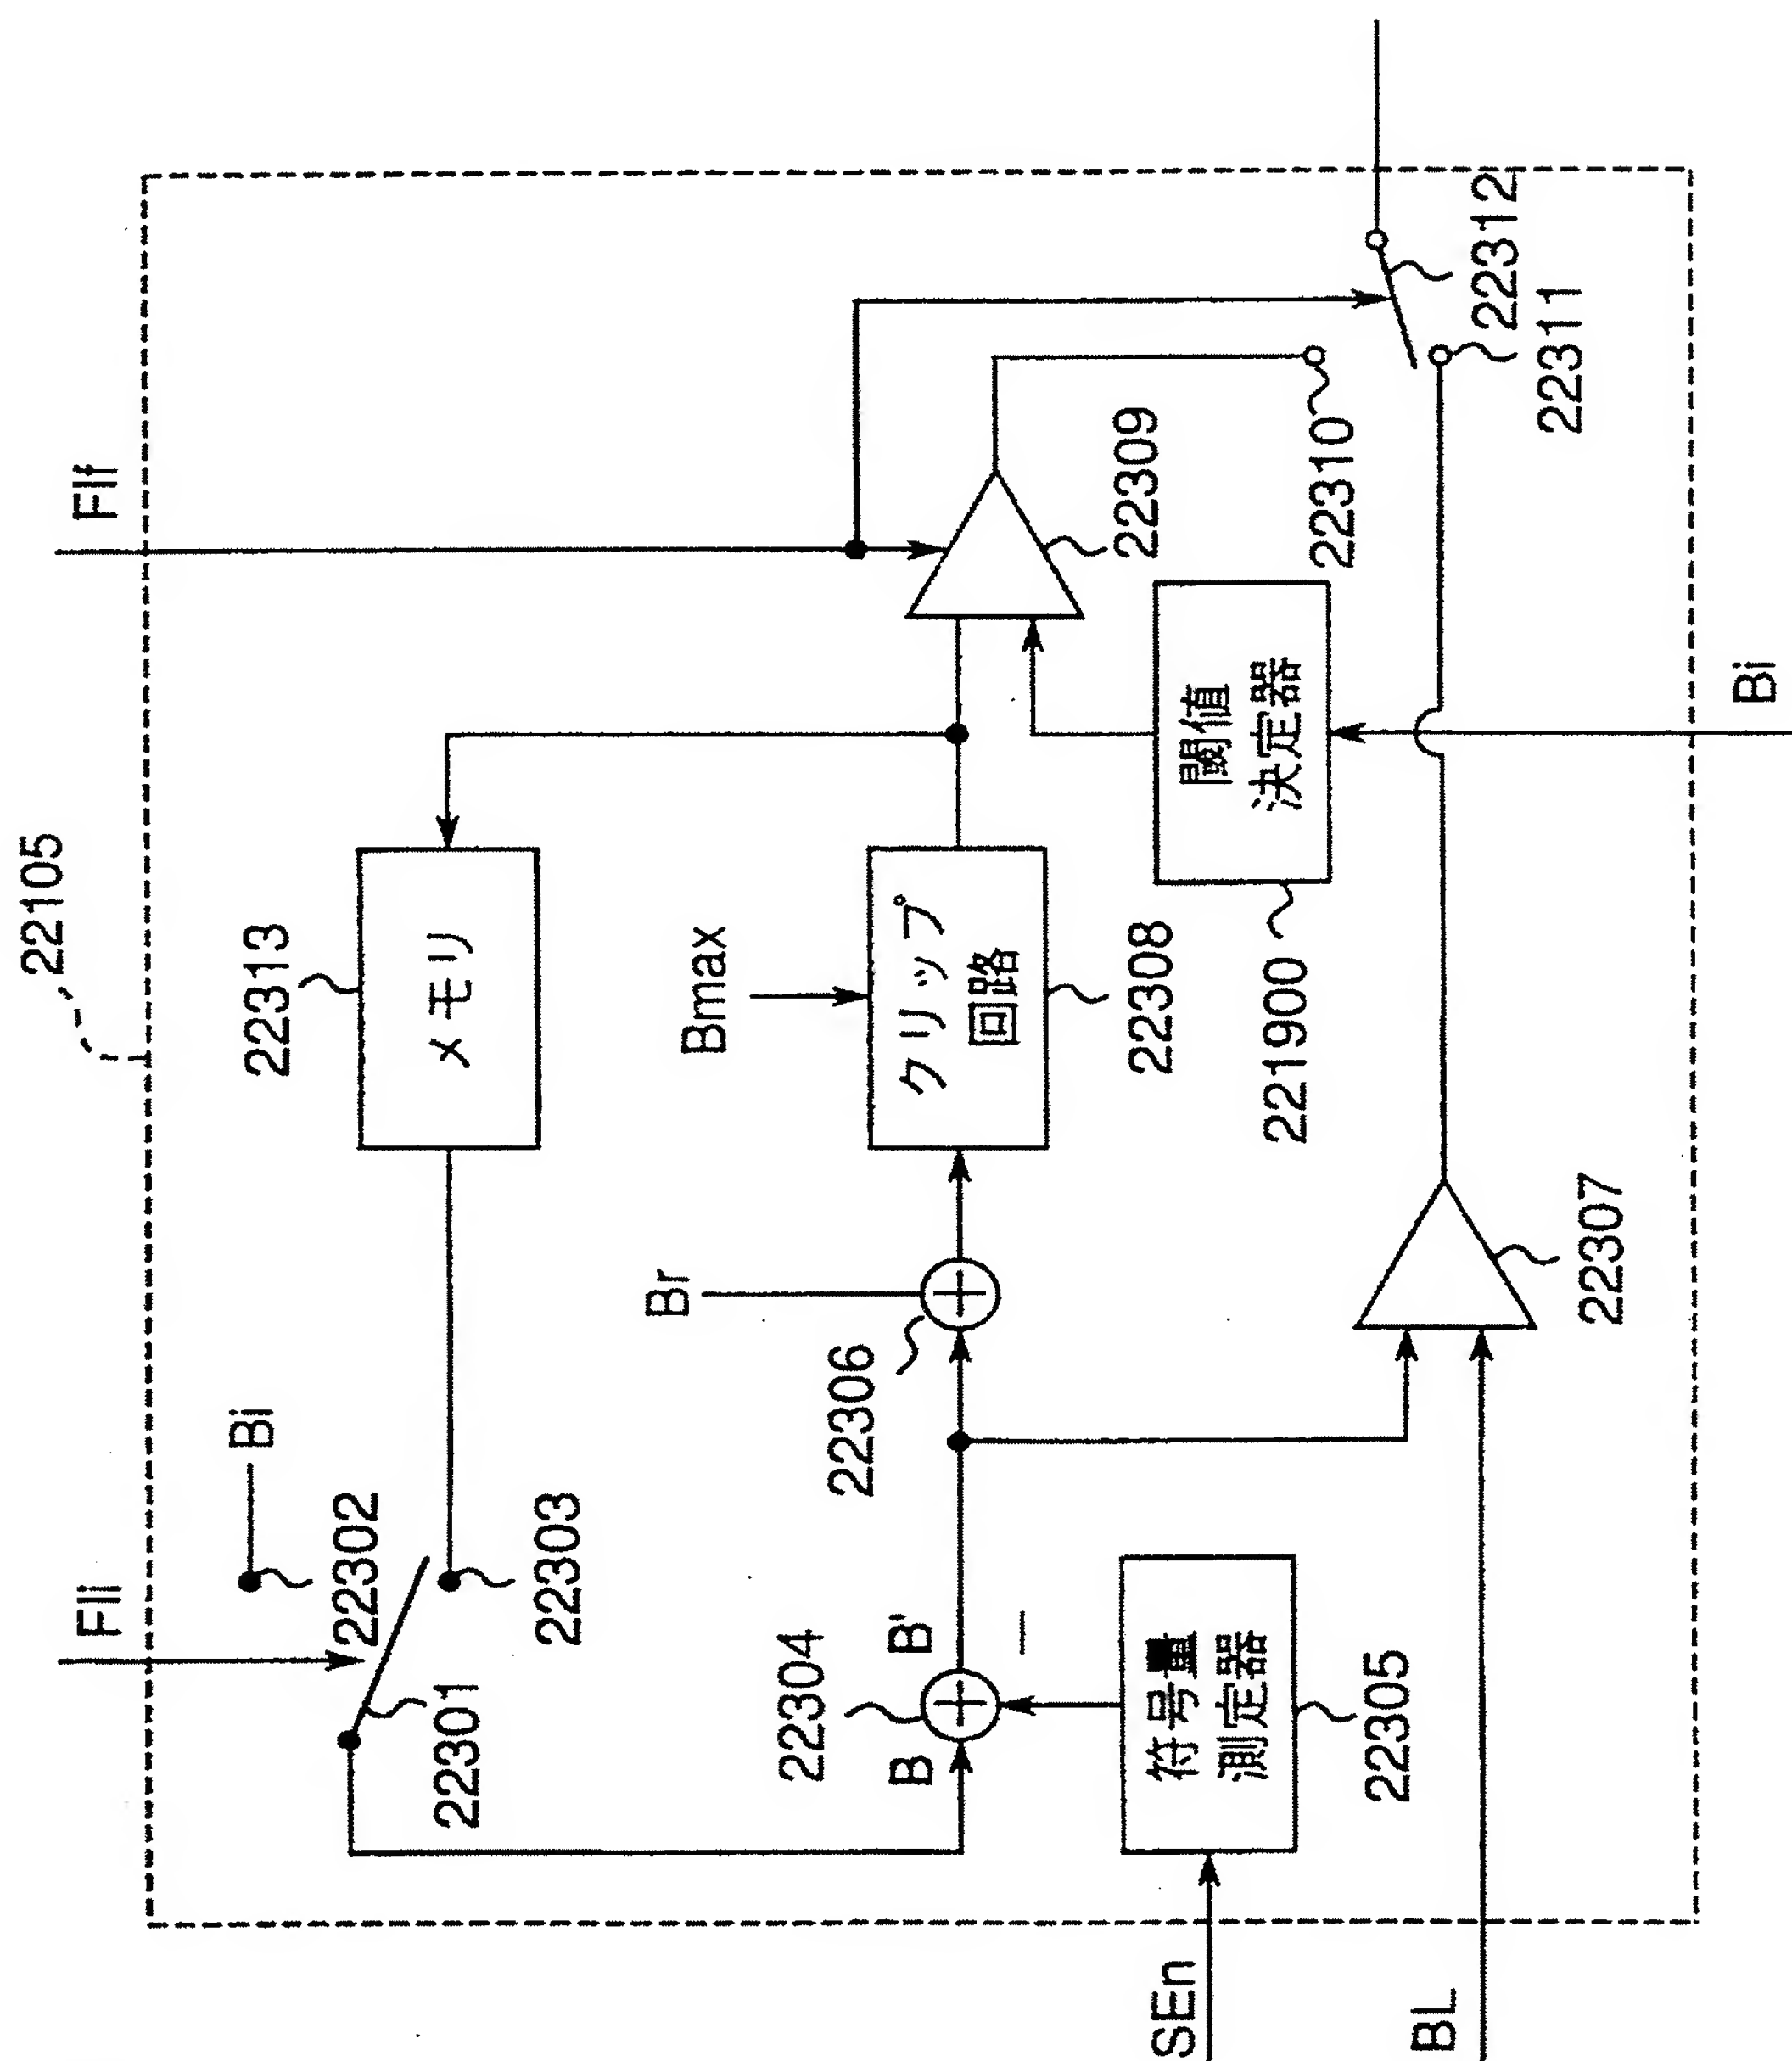 22105
FIi
FIf
Bi
22313
22302
メモリ
22301
22303
Br
Bmax
22304
22306
B
B'
クリップ
回路
−
22309
22308
SEn
符号量
測定器
閾値
決定器
221900
22310
22305
BL
22312
22311
22307
Bi